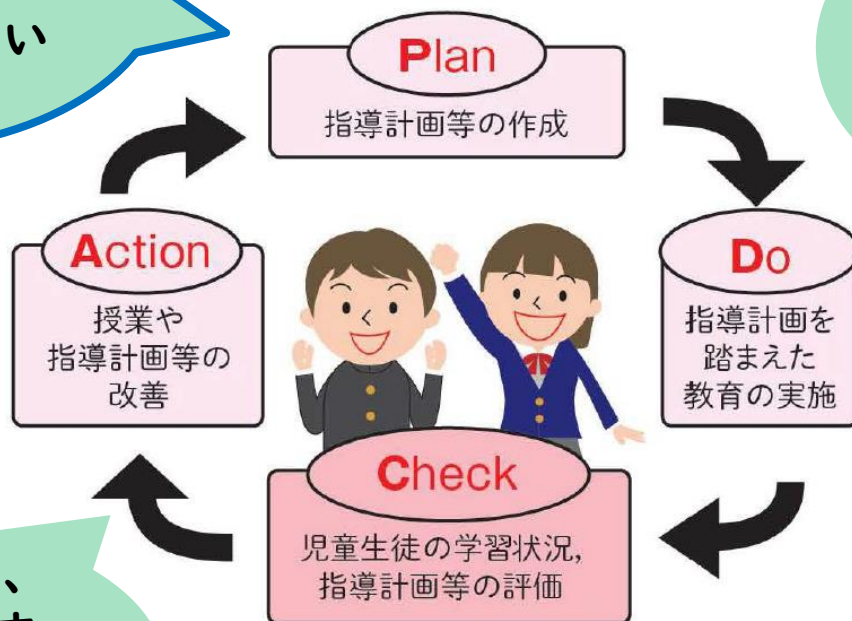 い
Plan
指導計画等の作成
Action
授業や
指導計画等の
改善
Do
指導計画を
踏まえた
教育の実施
Check
児童生徒の学習状況,
指導計画等の評価
、